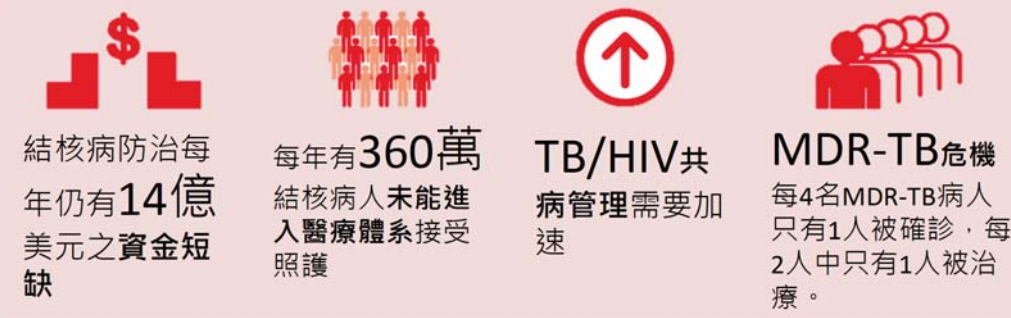 $
結核病防治每
年仍有14億
美元之資金短
缺
每年有360萬
結核病人未能進
入醫療體系接受
照護
TB/HIV共
病管理需要加
速
MDR-TB危機
每4名MDR-TB病人
只有1人被確診，每
2人中只有1人被治
療。